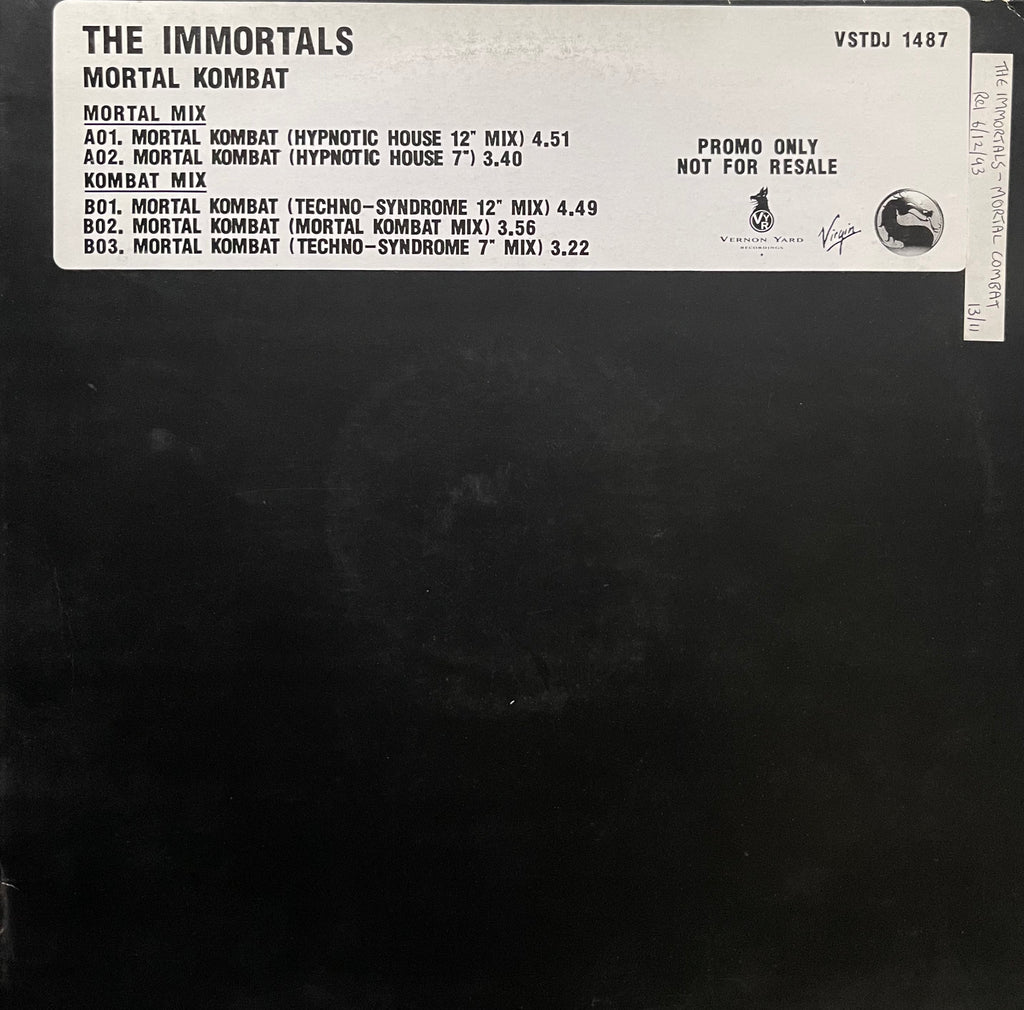 THE IMMORTALS
VSTDJ 1487
MORTAL KOMBAT
MORTAL MIX
A01. MORTAL KOMBAT (HYPNOTIC HOUSE 12" MIX) 4.51
A02. MORTAL KOMBAT (HYPNOTIC HOUSE 7") 3.40
KOMBAT MIX
B01. MORTAL KOMBAT (TECHNO-SYNDROME 12" MIX) 4.49
B02. MORTAL KOMBAT (MORTAL KOMBAT MIX) 3.56
B03. MORTAL KOMBAT (TECHNO-SYNDROME 7" MIX) 3.22
PROMO ONLY
NOT FOR RESALE
VYR
VERNON YARD
RECORDINGS
Virgin
THE IMMORTALS - MORTAL COMBAT
Rel 6/12/93
13/11